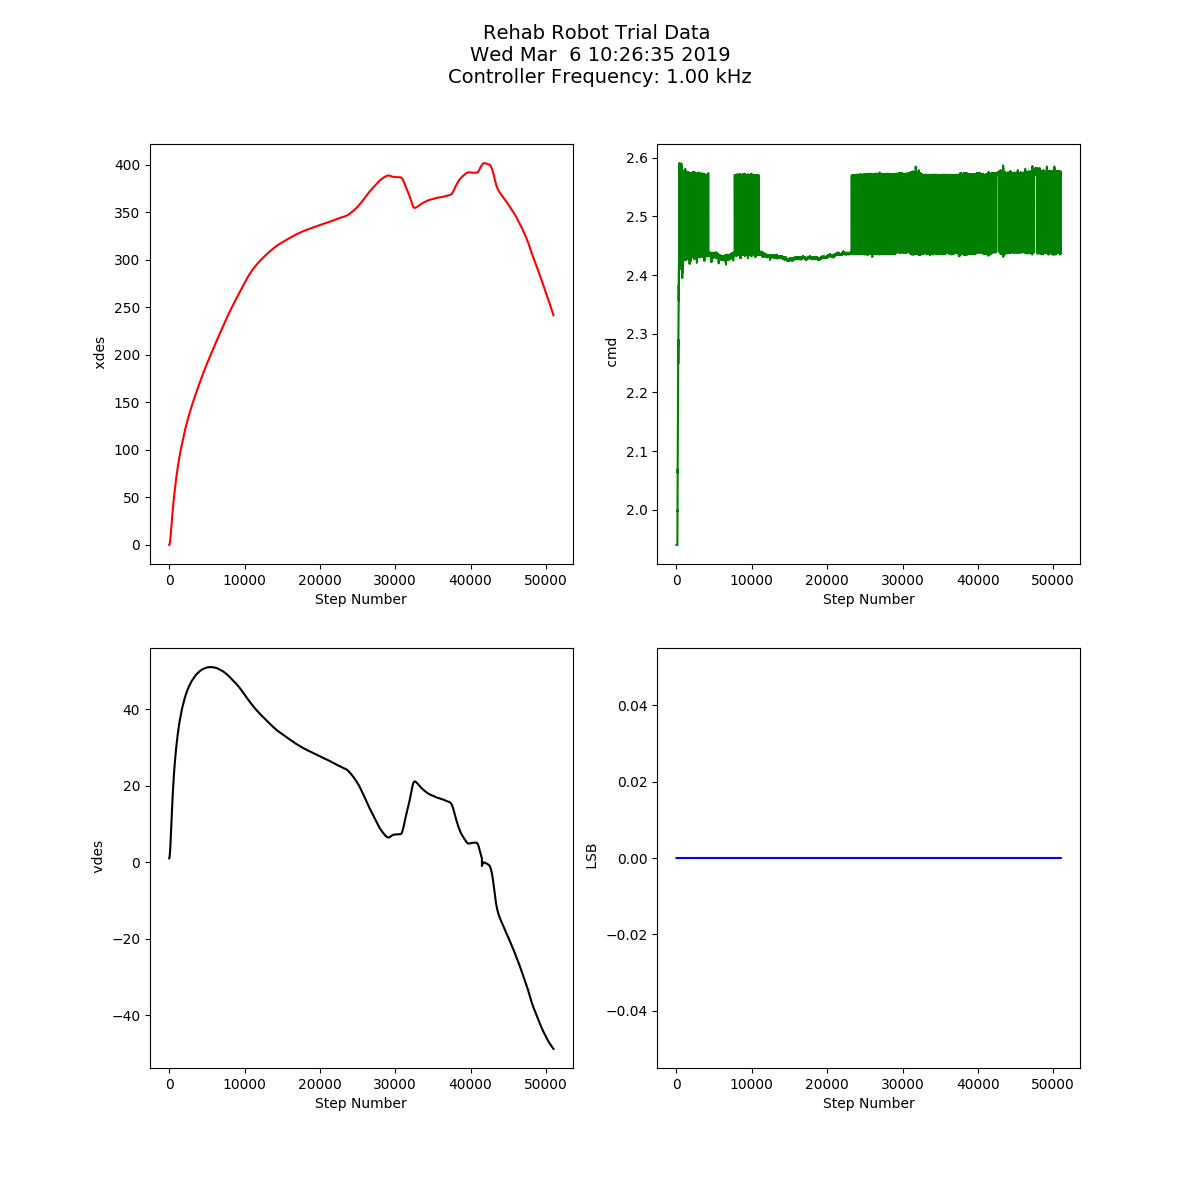 Rehab Robot Trial Data
Wed Mar  6 10:26:35 2019
Controller Frequency: 1.00 kHz
400
350
300
250
200
150
100
50
0
xdes
0 10000 20000 30000 40000 50000
Step Number
2.6
2.5
2.4
2.3
2.2
2.1
2.0
cmd
0 10000 20000 30000 40000 50000
Step Number
40
20
0
−20
−40
vdes
0 10000 20000 30000 40000 50000
Step Number
0.04
0.02
0.00
−0.02
−0.04
LSB
0 10000 20000 30000 40000 50000
Step Number